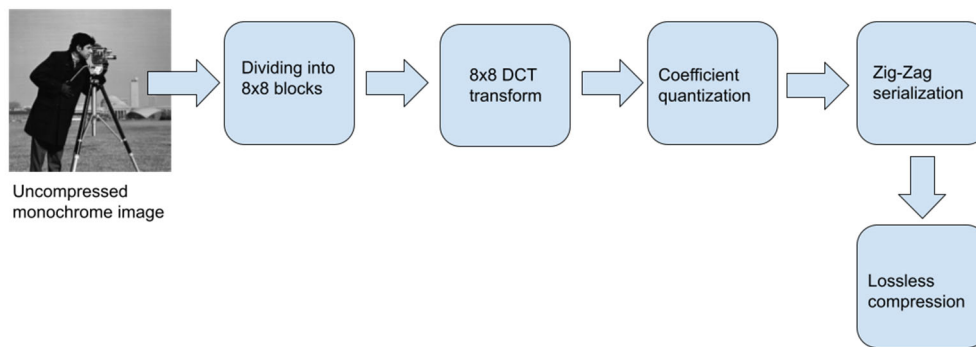 Uncompressed
monochrome image
Dividing into
8x8 blocks
8x8 DCT
transform
Coefficient
quantization
Zig-Zag
serialization
Lossless
compression